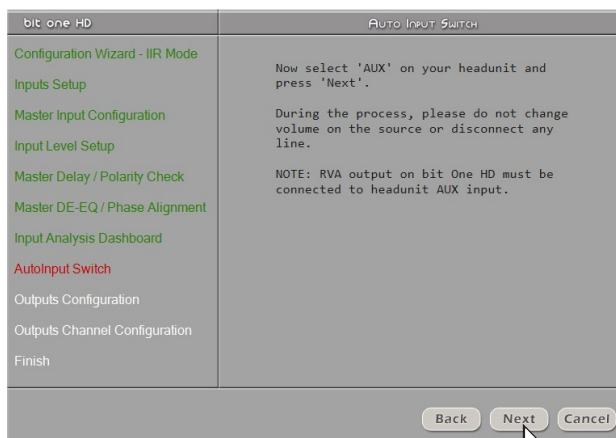 bit one HD
Auto Input Switch
Configuration Wizard - IIR Mode
Inputs Setup
Master Input Configuration
Input Level Setup
Master Delay / Polarity Check
Master DE-EQ / Phase Alignment
Input Analysis Dashboard
AutoInput Switch
Outputs Configuration
Outputs Channel Configuration
Finish
Now select 'AUX' on your headunit and
press 'Next'.
During the process, please do not change
volume on the source or disconnect any
line.
NOTE: RVA output on bit One HD must be
connected to headunit AUX input.
Back
Next
Cancel